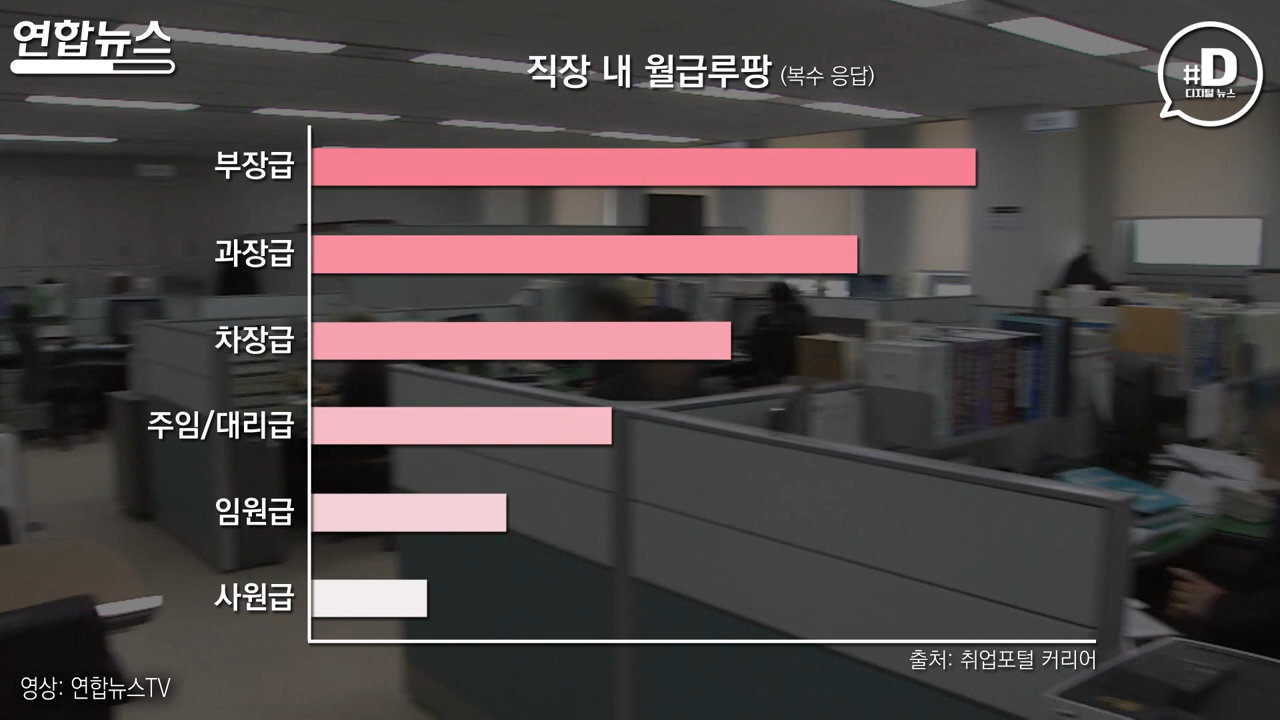 연합뉴스
#D
디지털 뉴스
직장 내 월급루팡 (복수 응답)
부장급
과장급
차장급
주임/대리급
임원급
사원급
출처: 취업포털 커리어
영상: 연합뉴스TV